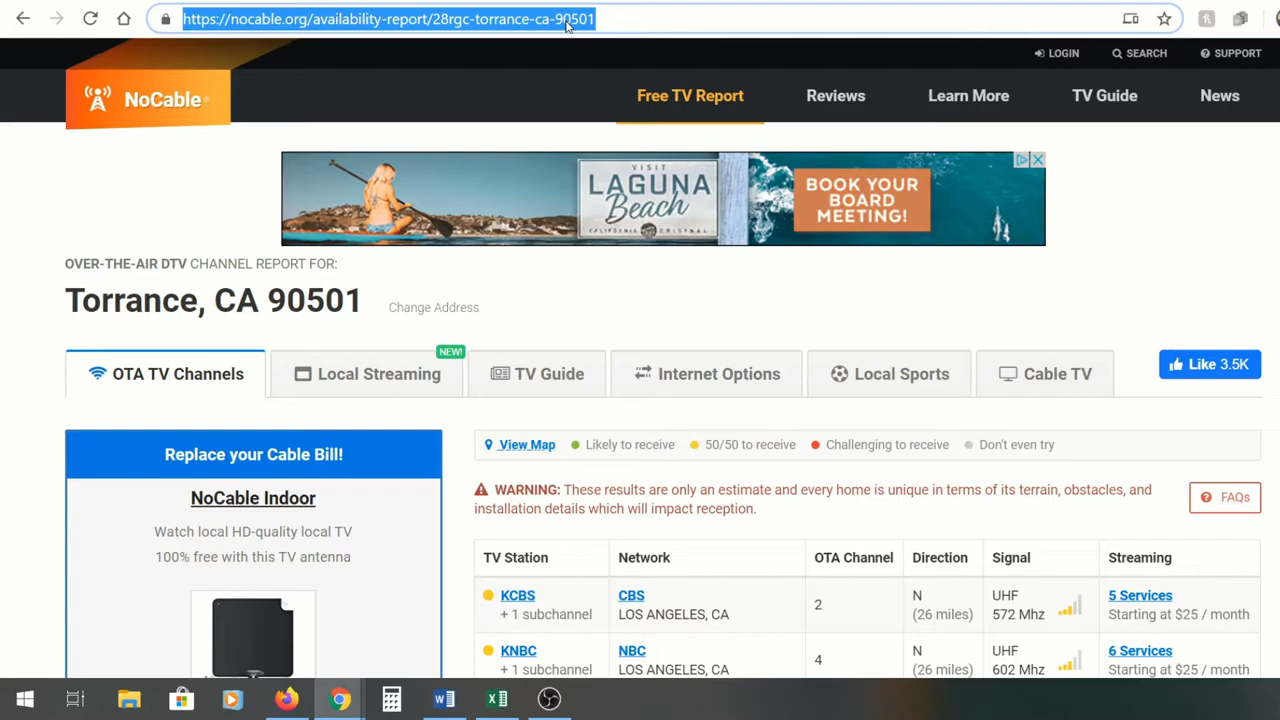 https://nocable.org/availability-report/28rgc-torrance-ca-90501
LOGIN SEARCH SUPPORT
NoCable
Free TV Report Reviews Learn More TV Guide News
VISIT
LAGUNA
Beach
CALIFORNIA ORIGINAL
BOOK YOUR
BOARD
MEETING!
OVER-THE-AIR DTV CHANNEL REPORT FOR:
Torrance, CA 90501 Change Address
NEW!
OTA TV Channels Local Streaming TV Guide Internet Options Local Sports Cable TV Like 3.5K
Replace your Cable Bill!
NoCable Indoor
Watch local HD-quality local TV
100% free with this TV antenna
View Map Likely to receive 50/50 to receive Challenging to receive Don't even try
WARNING: These results are only an estimate and every home is unique in terms of its terrain, obstacles, and
installation details which will impact reception.
FAQs
TV Station Network OTA Channel Direction Signal Streaming
KCBS CBS 2 N UHF 5 Services
+ 1 subchannel LOS ANGELES, CA (26 miles) 572 Mhz Starting at $25 / month
KNBC NBC 4 N UHF 6 Services
+ 1 subchannel LOS ANGELES, CA (26 miles) 602 Mhz Starting at $25 / month